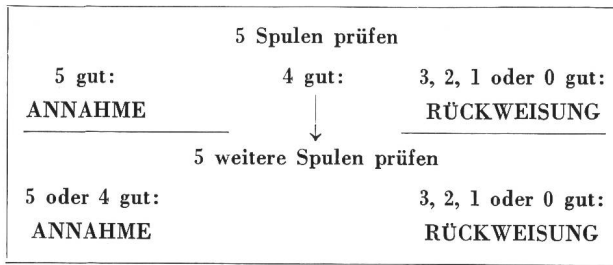 5 Spulen prüfen
5 gut: 4 gut: 3, 2, 1 oder 0 gut:
ANNAHME RÜCKWEISUNG
5 weitere Spulen prüfen
5 oder 4 gut: 3, 2, 1 oder 0 gut:
ANNAHME RÜCKWEISUNG